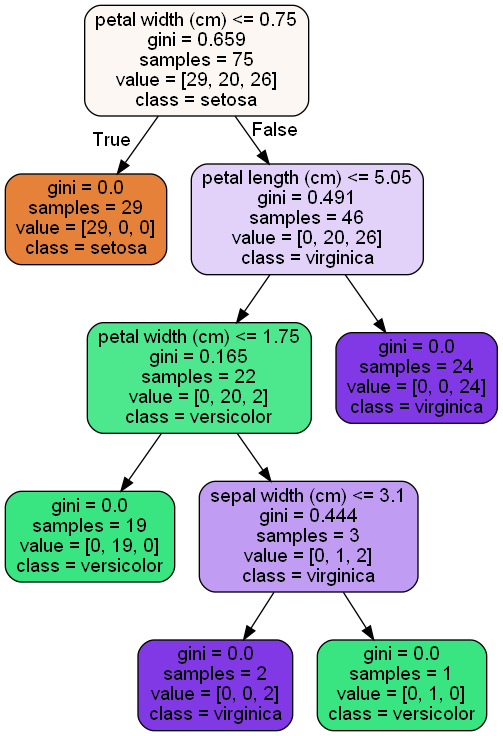 petal width (cm) <= 0.75
gini = 0.659
samples = 75
value = [29, 20, 26]
class = setosa
True
False
gini = 0.0
samples = 29
value = [29, 0, 0]
class = setosa
petal length (cm) <= 5.05
gini = 0.491
samples = 46
value = [0, 20, 26]
class = virginica
petal width (cm) <= 1.75
gini = 0.165
samples = 22
value = [0, 20, 2]
class = versicolor
gini = 0.0
samples = 24
value = [0, 0, 24]
class = virginica
gini = 0.0
samples = 19
value = [0, 19, 0]
class = versicolor
sepal width (cm) <= 3.1
gini = 0.444
samples = 3
value = [0, 1, 2]
class = virginica
gini = 0.0
samples = 2
value = [0, 0, 2]
class = virginica
gini = 0.0
samples = 1
value = [0, 1, 0]
class = versicolor